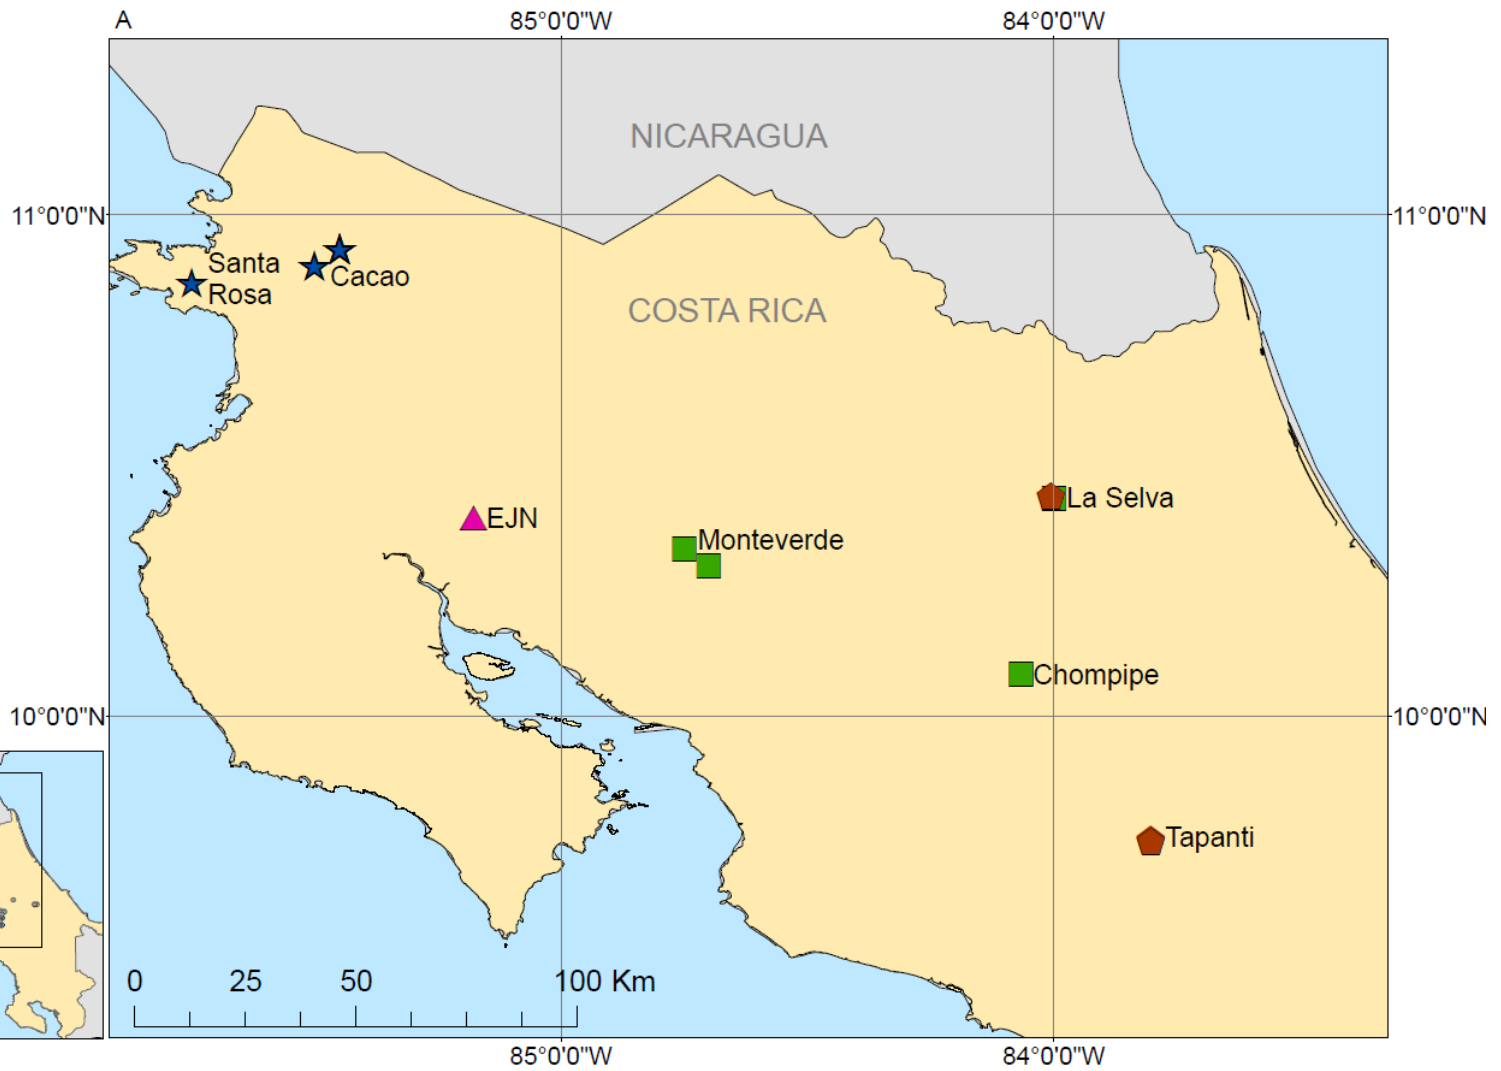 A
85°0'0"W
84°0'0"W
NICARAGUA
11°0'0"N
11°0'0"N
Santa
Rosa
Cacao
COSTA RICA
La Selva
EJN
Monteverde
Chompipe
10°0'0"N
10°0'0"N
Tapanti
0 25 50 100 Km
85°0'0"W
84°0'0"W